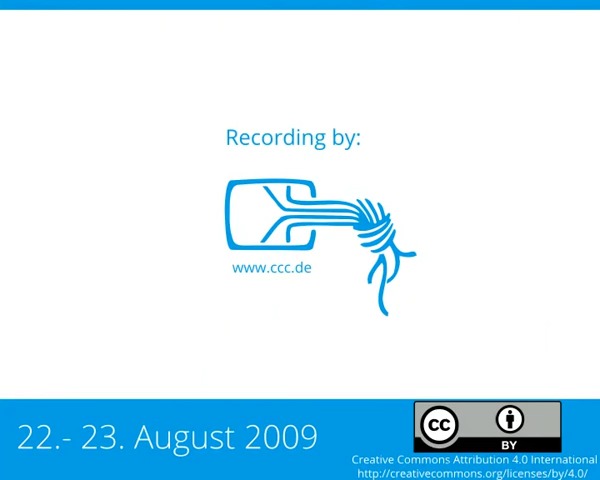 Recording by:
www.ccc.de
22.- 23. August 2009
cc
BY
Creative Commons Attribution 4.0 International
http://creativecommons.org/licenses/by/4.0/